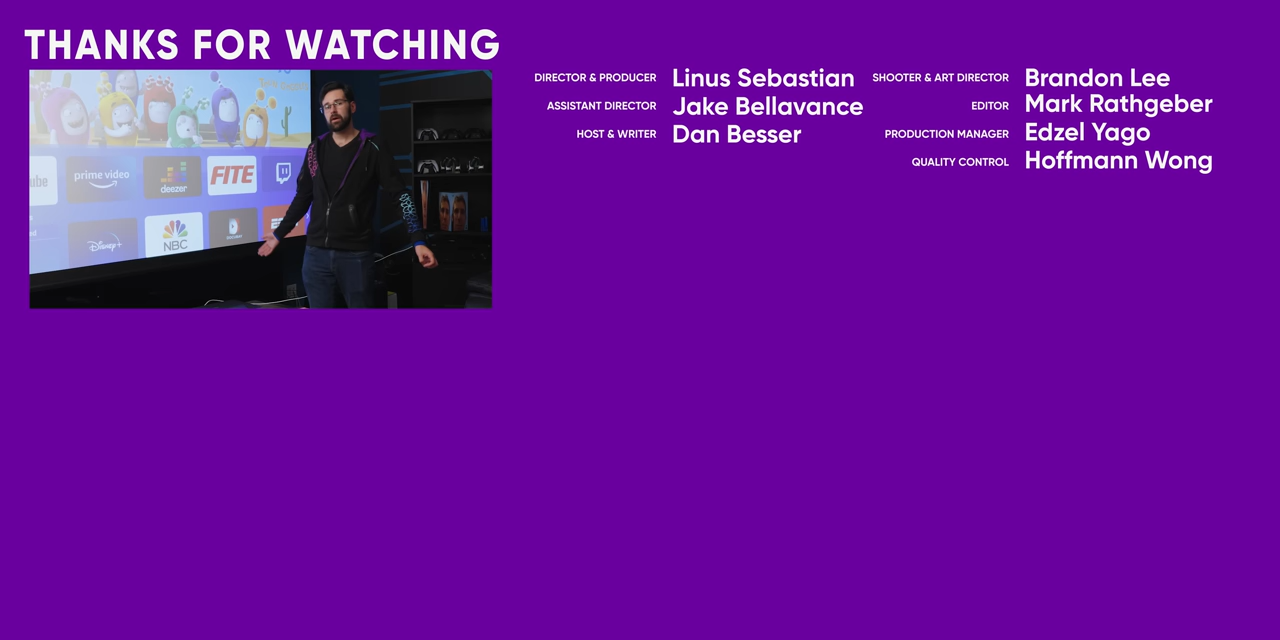 THANKS FOR WATCHING
DIRECTOR & PRODUCER Linus Sebastian
ASSISTANT DIRECTOR Jake Bellavance
HOST & WRITER Dan Besser
SHOOTER & ART DIRECTOR Brandon Lee
EDITOR Mark Rathgeber
PRODUCTION MANAGER Edzel Yago
QUALITY CONTROL Hoffmann Wong
ube
prime video
deezer
FITE
Disney+
NBC